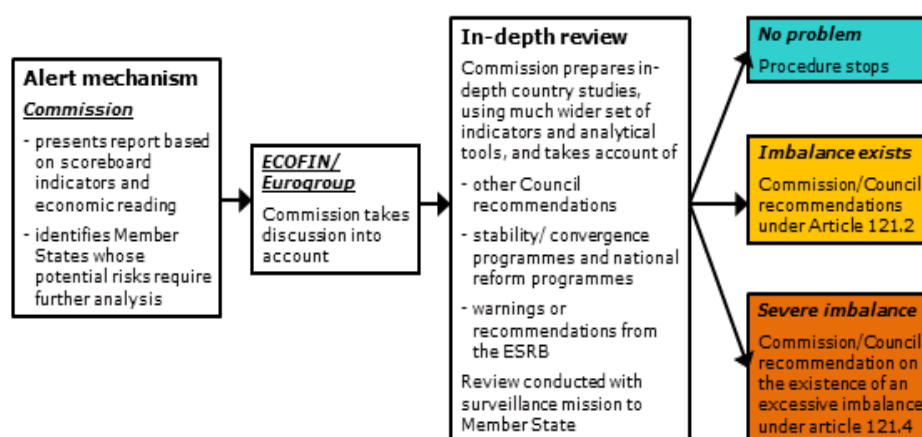 Alert mechanism
Commission
- presents report based
on scoreboard
indicators and
economic reading
- identifies Member
States whose
potential risks require
further analysis
ECOFIN/
Eurogroup
Commission takes
discussion into
account
In-depth review
Commission prepares in-
depth country studies,
using much wider set of
indicators and analytical
tools, and takes account of
- other Council
recommendations
- stability/ convergence
programmes and national
reform programmes
- warnings or
recommendations from
the ESRB
Review conducted with
surveillance mission to
Member State
No problem
Procedure stops
Imbalance exists
Commission/Council
recommendations
under Article 121.2
Severe imbalance
Commission/Council
recommendation on
the existence of an
excessive imbalance
under article 121.4